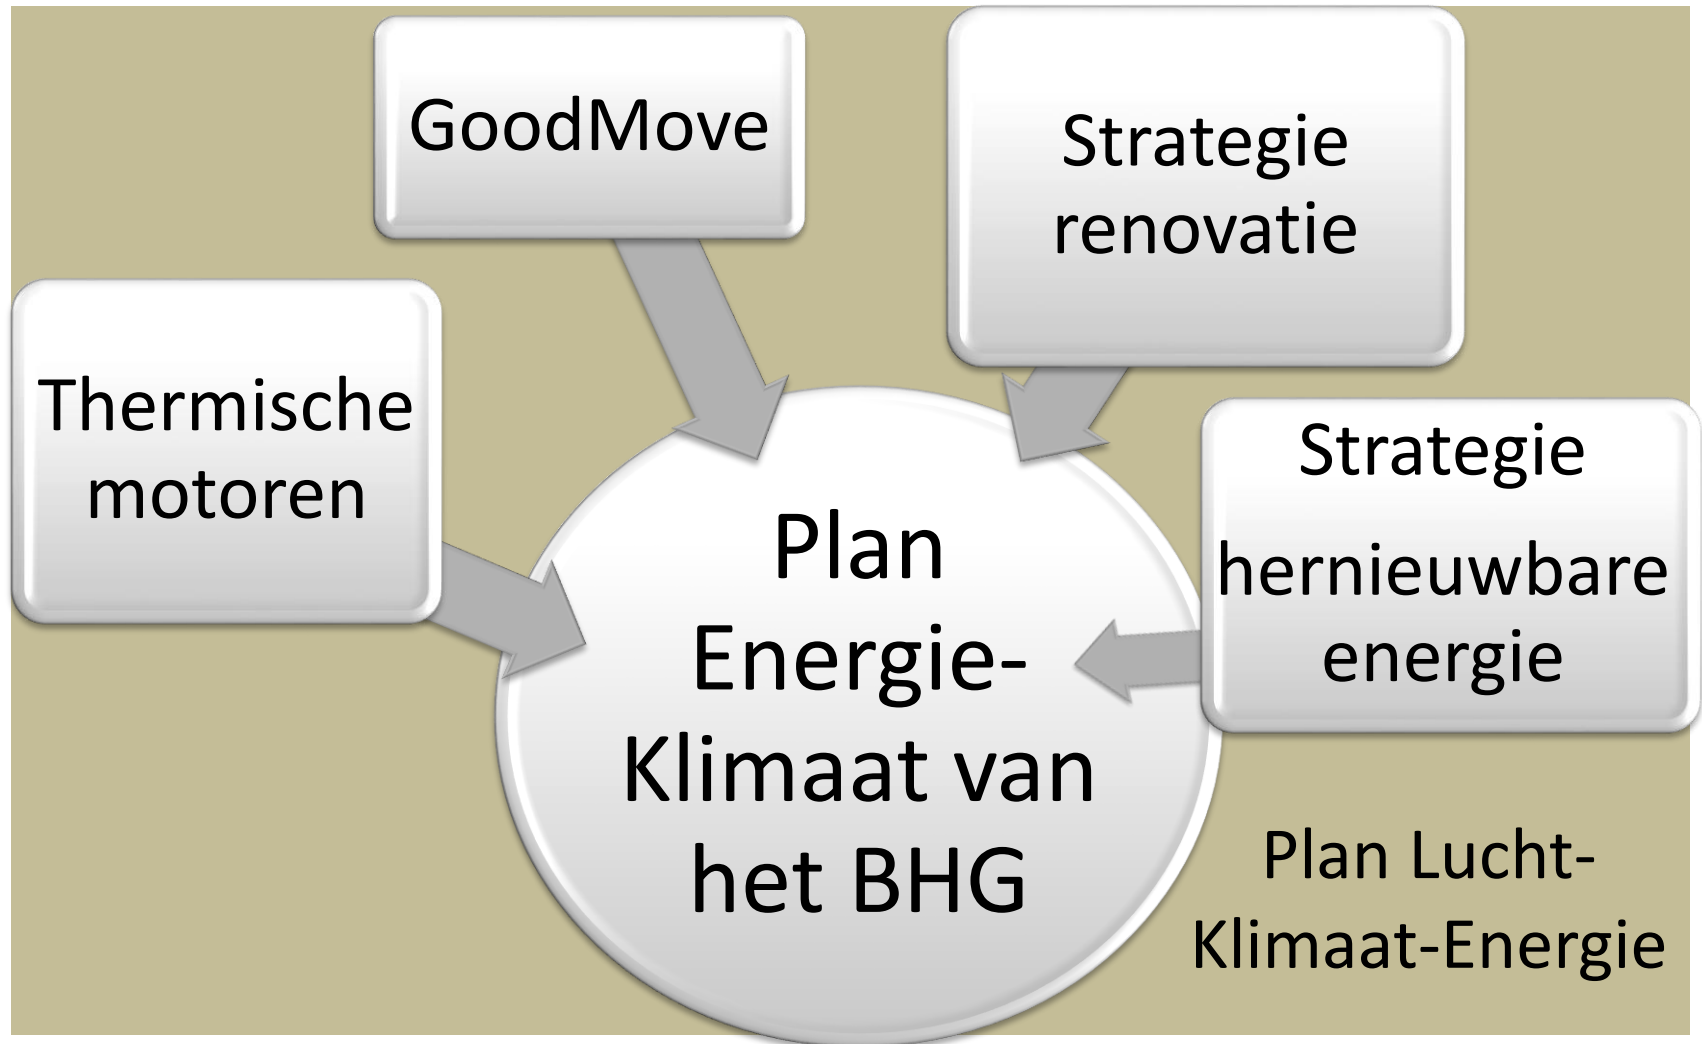 GoodMove
Strategie
renovatie
Thermische
motoren
Strategie
hernieuwbare
energie
Plan
Energie-
Klimaat van
het BHG
Plan Lucht-
Klimaat-Energie